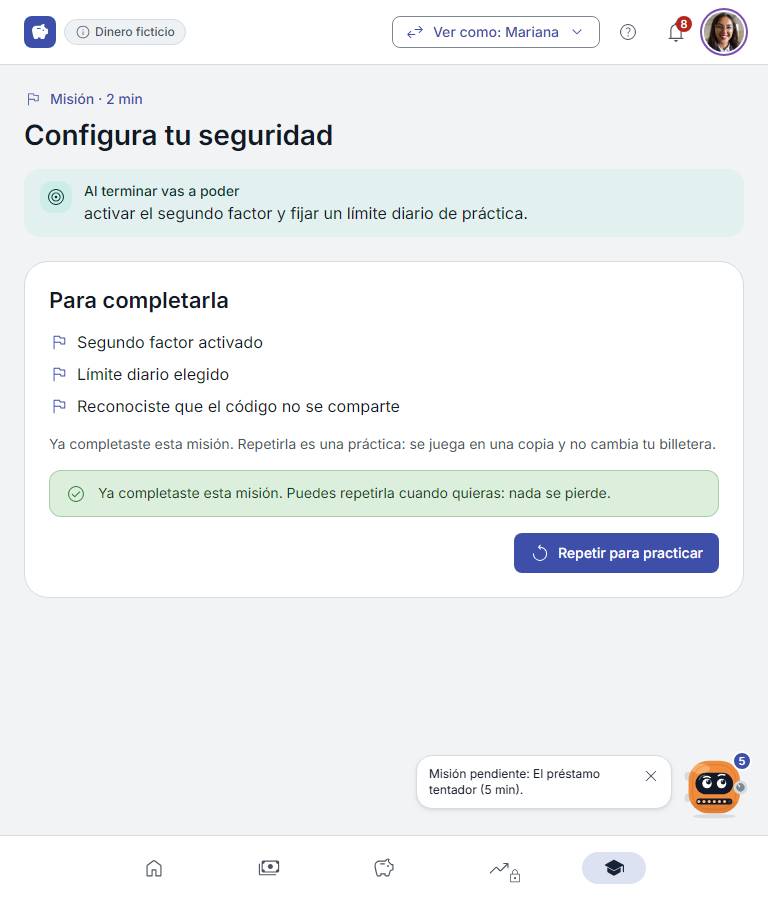 Dinero ficticio
Ver como: Mariana
8
Misión · 2 min
Configura tu seguridad
Al terminar vas a poder
activar el segundo factor y fijar un límite diario de práctica.
Para completarla
Segundo factor activado
Límite diario elegido
Reconociste que el código no se comparte
Ya completaste esta misión. Repetirla es una práctica: se juega en una copia y no cambia tu billetera.
Ya completaste esta misión. Puedes repetirla cuando quieras: nada se pierde.
Repetir para practicar
Misión pendiente: El préstamo
tentador (5 min).
5